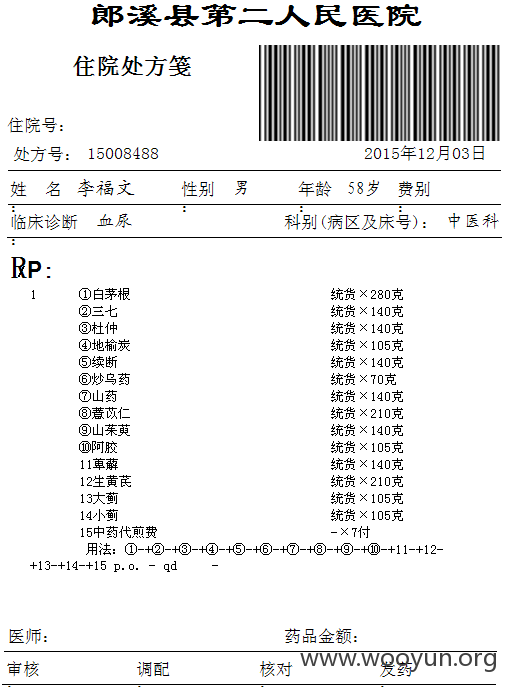 郎溪县第二人民医院
住院处方笺
住院号:
处方号: 15008488 2015年12月03日
姓 名: 李福文 性别: 男 年龄: 58岁 费别:
临床诊断: 血尿 科别(病区及床号): 中医科
RP:
1 ①白茅根 统货×280克
②三七 统货×140克
③杜仲 统货×140克
④地榆炭 统货×105克
⑤续断 统货×140克
⑥炒乌药 统货×70克
⑦山药 统货×140克
⑧薏苡仁 统货×210克
⑨山茱萸 统货×140克
⑩阿胶 统货×105克
11萆薢 统货×140克
12生黄芪 统货×210克
13大蓟 统货×105克
14小蓟 统货×105克
15中药代煎费 -×7付
用法: ①-+②-+③-+④-+⑤-+⑥-+⑦-+⑧-+⑨-+⑩-+11-+12-
+13-+14-+15 p.o. - qd -
医师: 药品金额:
审核 调配 核对 发药
www.wooyun.org